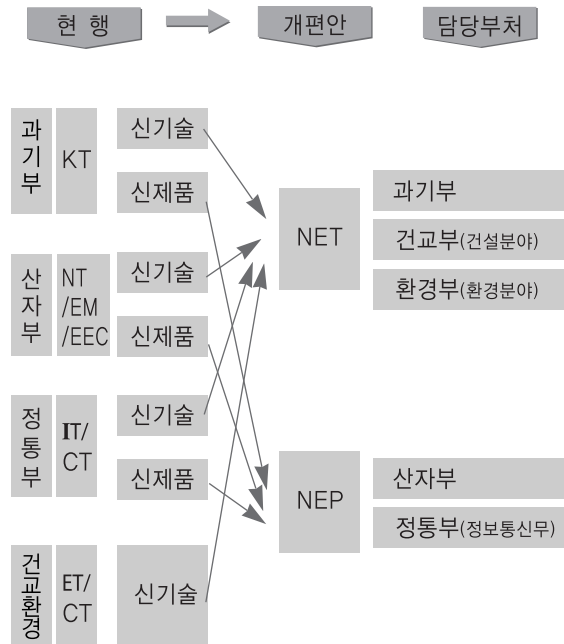 현 행
개편안
담당부처
과기부
KT
신기술
신제품
산자부
NT
/EM
/EEC
신기술
신제품
정통부
IT/
CT
신기술
신제품
건교환경
ET/
CT
신기술
NET
과기부
건교부(건설분야)
환경부(환경분야)
NEP
산자부
정통부(정보통신무)